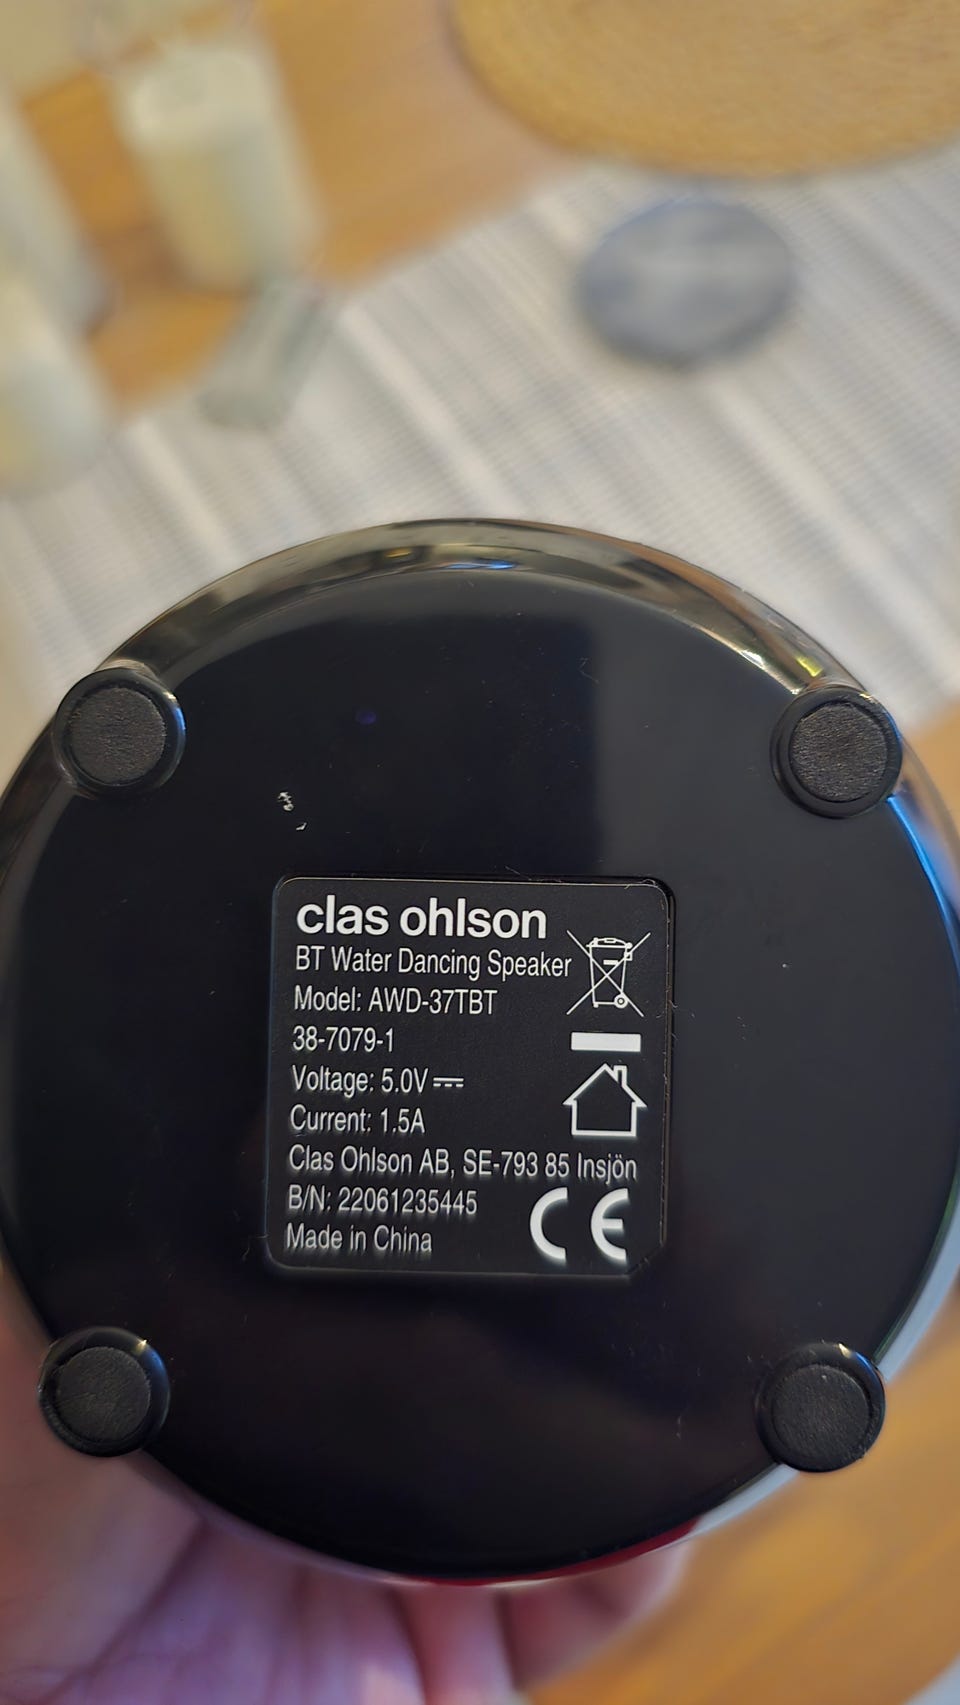 clas ohlson
BT Water Dancing Speaker
Model: AWD-37TBT
38-7079-1
Voltage: 5.0V ⎓
Current: 1.5A
Clas Ohlson AB, SE-793 85 Insjön
B/N: 22061235445
Made in China
CE